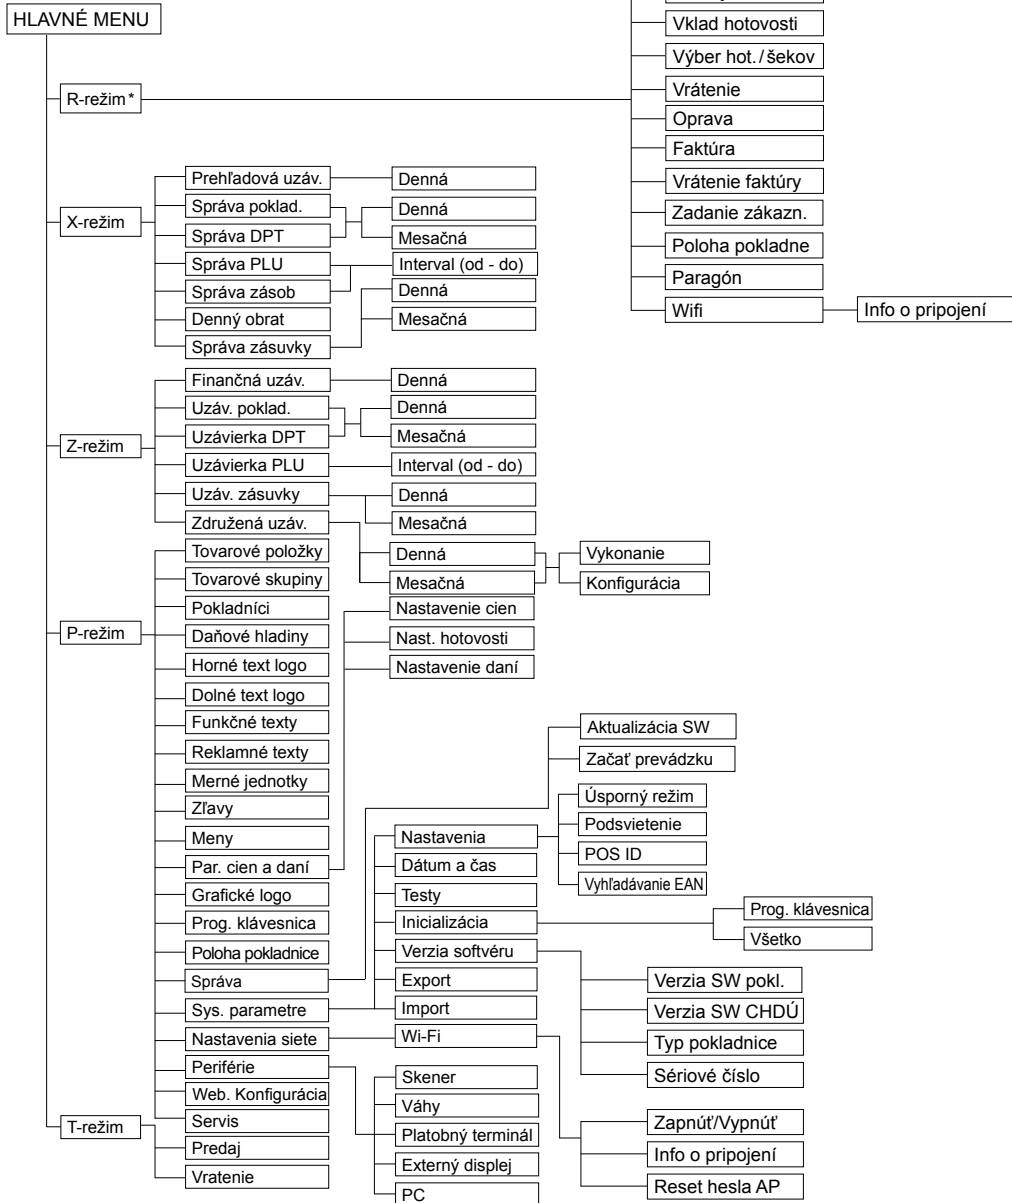 HLAVNÉ MENU
R-režim*
Vklad hotovosti
Výber hot./šekov
Vrátenie
Oprava
Faktúra
Vrátenie faktúry
Zadanie zákazn.
Poloha pokladne
Paragón
Wifi
Info o pripojení
X-režim
Prehľadová uzáv.
Denná
Správa poklad.
Správa DPT
Denná
Mesačná
Správa PLU
Správa zásob
Interval (od - do)
Denný obrat
Správa zásuvky
Denná
Mesačná
Z-režim
Finančná uzáv.
Denná
Uzáv. poklad.
Uzávierka DPT
Denná
Mesačná
Uzávierka PLU
Interval (od - do)
Uzáv. zásuvky
Denná
Mesačná
Združená uzáv.
Denná
Mesačná
Vykonanie
Konfigurácia
P-režim
Tovarové položky
Tovarové skupiny
Pokladníci
Daňové hladiny
Horné text logo
Dolné text logo
Funkčné texty
Reklamné texty
Merné jednotky
Zľavy
Meny
Par. cien a daní
Nastavenie cien
Nast. hotovosti
Nastavenie daní
Grafické logo
Prog. klávesnica
Poloha pokladnice
Správa
Aktualizácia SW
Začať prevádzku
Sys. parametre
Nastavenia
Úsporný režim
Podsvietenie
POS ID
Vyhľadávanie EAN
Dátum a čas
Testy
Inicializácia
Prog. klávesnica
Všetko
Verzia softvéru
Verzia SW pokl.
Verzia SW CHDÚ
Typ pokladnice
Sériové číslo
Export
Import
Nastavenia siete
Wi-Fi
Zapnúť/Vypnúť
Info o pripojení
Reset hesla AP
Periférie
Skener
Váhy
Platobný terminál
Externý displej
PC
Web. Konfigurácia
Servis
T-režim
Predaj
Vratenie